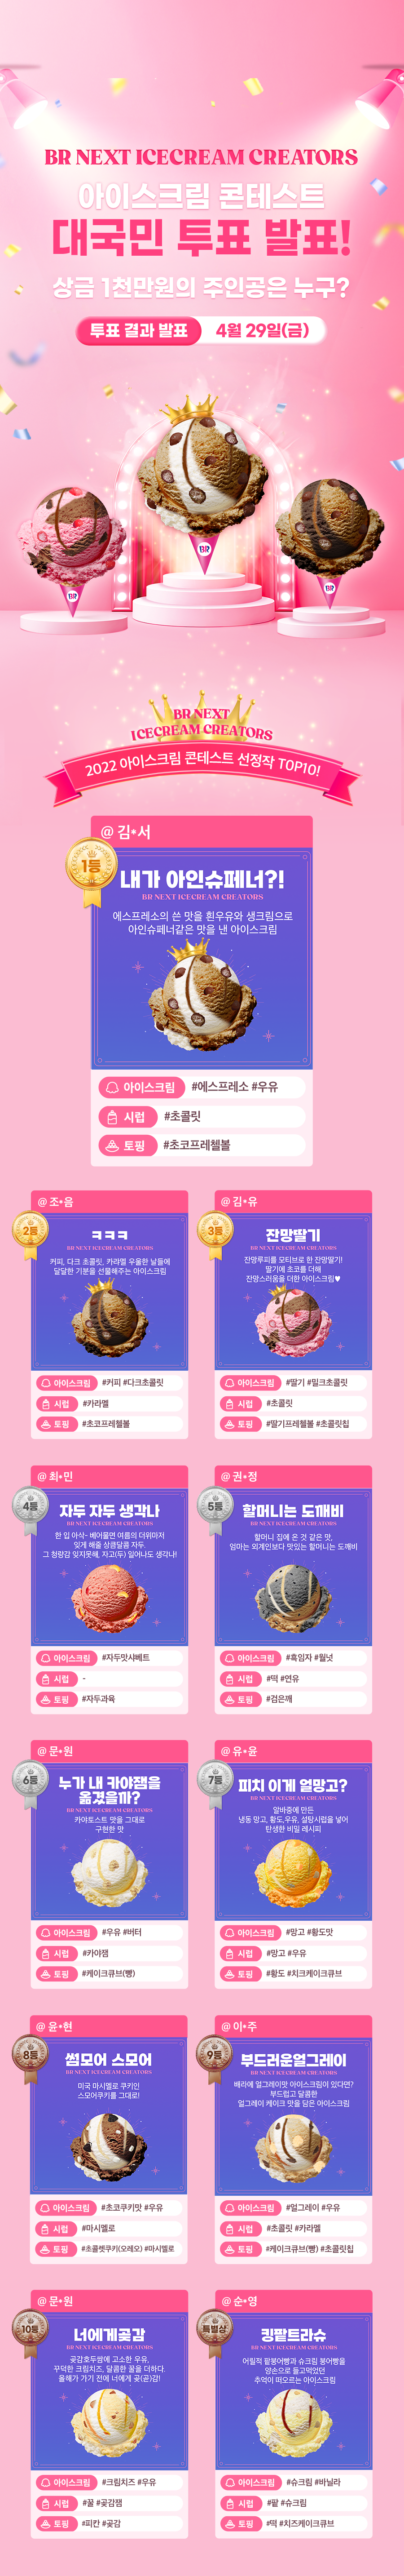 BR NEXT ICECREAM CREATORS
아이스크림 콘테스트
대국민 투표 발표!
상금 1천만원의 주인공은 누구?
투표 결과 발표 4월 29일(금)
BR
BR
BR
BR NEXT
ICECREAM CREATORS
2022 아이스크림 콘테스트 선정작 TOP10!
@ 김*서
1등
내가 아인슈페너?!
BR NEXT ICECREAM CREATORS
에스프레소의 쓴 맛을 흰우유와 생크림으로
아인슈페너같은 맛을 낸 아이스크림
아이스크림 #에스프레소 #우유
시럽 #초콜릿
토핑 #초코프레첼볼
@ 조*음
2등
ㅋㅋㅋ
BR NEXT ICECREAM CREATORS
커피, 다크 초콜릿, 카라멜 우울한 날들에
달달한 기분을 선물해주는 아이스크림
아이스크림 #커피 #다크초콜릿
시럽 #카라멜
토핑 #초코프레첼볼
@ 김*유
3등
잔망딸기
BR NEXT ICECREAM CREATORS
잔망루피를 모티브로 한 잔망딸기!
딸기에 초코를 더해
잔망스러움을 더한 아이스크림♥
아이스크림 #딸기 #밀크초콜릿
시럽 #초콜릿
토핑 #딸기프레첼볼 #초콜릿칩
@ 최*민
4등
자두 자두 생각나
BR NEXT ICECREAM CREATORS
한 입 아삭~ 베어물면 여름의 더위마저
잊게 해줄 상큼달콤 자두.
그 청량감 잊지못해, 자고(두) 일어나도 생각나!
아이스크림 #자두맛샤베트
시럽 -
토핑 #자두과육
@ 권*정
5등
할머니는 도깨비
BR NEXT ICECREAM CREATORS
할머니 집에 온 것 같은 맛,
엄마는 외계인보다 맛있는 할머니는 도깨비
아이스크림 #흑임자 #월넛
시럽 #떡 #연유
토핑 #검은깨
@ 문*원
6등
누가 내 카야잼을
옮겼을까?
BR NEXT ICECREAM CREATORS
카야토스트 맛을 그대로
구현한 맛
아이스크림 #우유 #버터
시럽 #카야잼
토핑 #케이크큐브(빵)
@ 유*윤
7등
피치 이게 얼망고?
BR NEXT ICECREAM CREATORS
알바중에 만든
냉동 망고, 황도,우유, 설탕시럽을 넣어
탄생한 비밀 레시피
아이스크림 #망고 #황도맛
시럽 #망고 #우유
토핑 #황도 #치크케이크큐브
@ 윤*현
8등
썸모어 스모어
BR NEXT ICECREAM CREATORS
미국 마시멜로 쿠키인
스모어쿠키를 그대로!
아이스크림 #초코쿠키맛 #우유
시럽 #마시멜로
토핑 #초콜렛쿠키(오레오) #마시멜로
@ 이*주
9등
부드러운얼그레이
BR NEXT ICECREAM CREATORS
배라에 얼그레이맛 아이스크림이 있다면?
부드럽고 달콤한
얼그레이 케이크 맛을 담은 아이스크림
아이스크림 #얼그레이 #우유
시럽 #초콜릿 #카라멜
토핑 #케이크큐브(빵) #초콜릿칩
@ 문*원
10등
너에게곶감
BR NEXT ICECREAM CREATORS
곶감호두쌈에 고소한 우유,
꾸덕한 크림치즈, 달콤한 꿀을 더하다.
올해가 가기 전에 너에게 곶(곧)감!
아이스크림 #크림치즈 #우유
시럽 #꿀 #곶감잼
토핑 #피칸 #곶감
@ 순*영
특별상
킹팥트라슈
BR NEXT ICECREAM CREATORS
어릴적 팥붕어빵과 슈크림 붕어빵을
양손으로 들고먹었던
추억이 떠오르는 아이스크림
아이스크림 #슈크림 #바닐라
시럽 #팥 #슈크림
토핑 #떡 #치즈케이크큐브